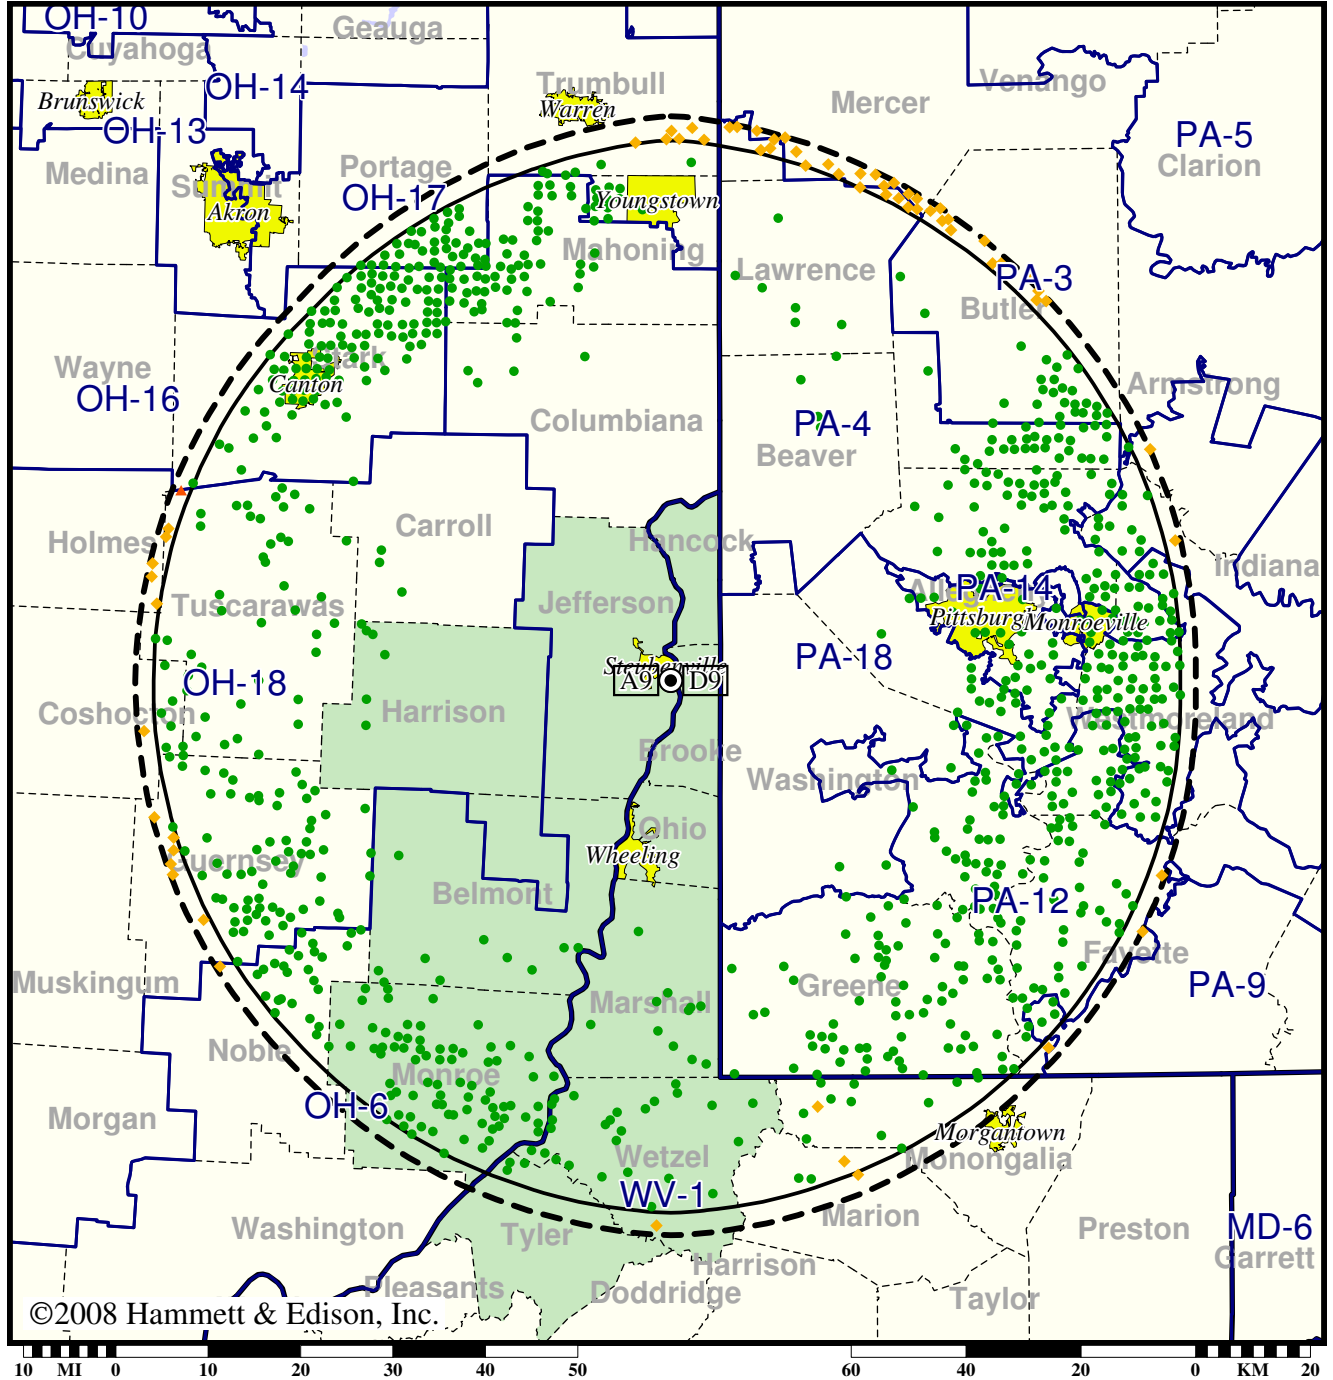 OH-10
Geauga
Cuyahoga
OH-14
Trumbull
Venango
Brunswick
Warren
Mercer
OH-13
PA-5
Medina
Portage
Clarion
Summit
OH-17
Youngstown
Akron
Mahoning
Lawrence
PA-3
Butler
Stark
Wayne
Canton
Armstrong
OH-16
Columbiana
PA-4
Beaver
Carroll
Holmes
Hancock
Indiana
Allegheny
PA-14
Tuscarawas
Jefferson
Pittsburgh
Monroeville
PA-18
Steubenville
OH-18
A9
D9
Coshocton
Harrison
Westmoreland
Brooke
Washington
Ohio
Wheeling
Guernsey
Belmont
PA-12
Fayette
Muskingum
Greene
PA-9
Marshall
Noble
Monroe
OH-6
Morgan
Morgantown
Wetzel
Monongalia
WV-1
Washington
Tyler
Marion
Preston
MD-6
Harrison
Garrett
Pleasants
Doddridge
Taylor
©2008 Hammett & Edison, Inc.
10 MI 0 10 20 30 40 50 60 40 20 0 KM 20